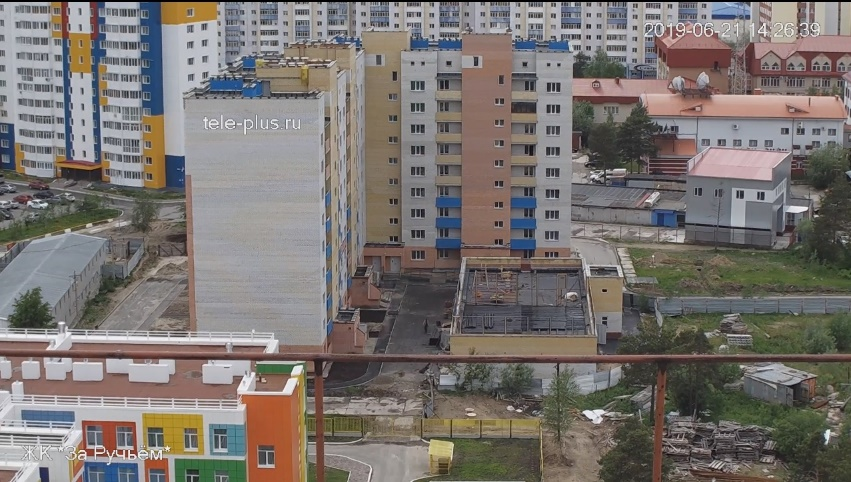 2019-06-21 14:26:39
tele-plus.ru
ЖК *За Ручьём*